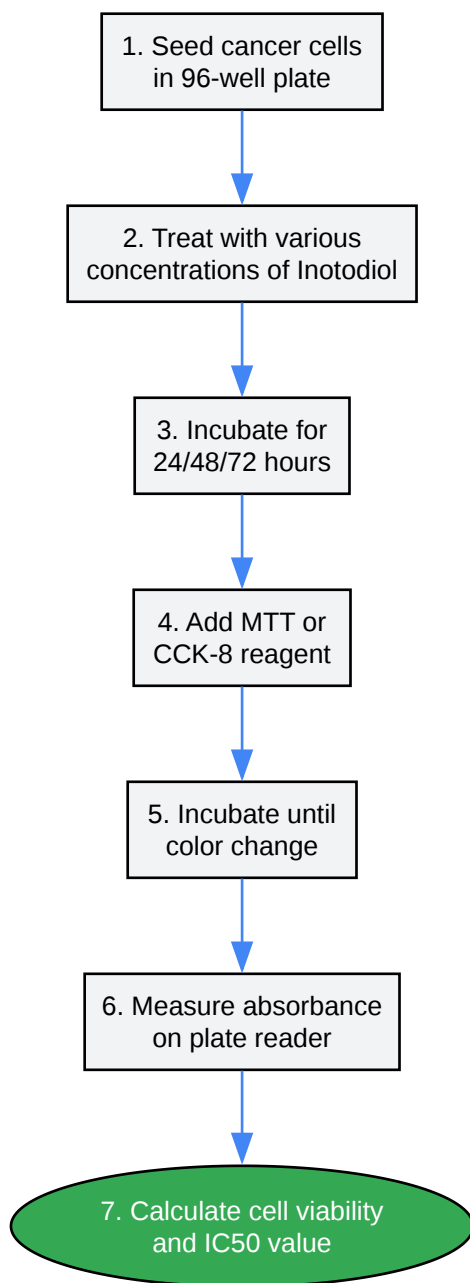 1. Seed cancer cells
in 96-well plate
2. Treat with various
concentrations of Inotodiol
3. Incubate for
24/48/72 hours
4. Add MTT or
CCK-8 reagent
5. Incubate until
color change
6. Measure absorbance
on plate reader
7. Calculate cell viability
and IC50 value